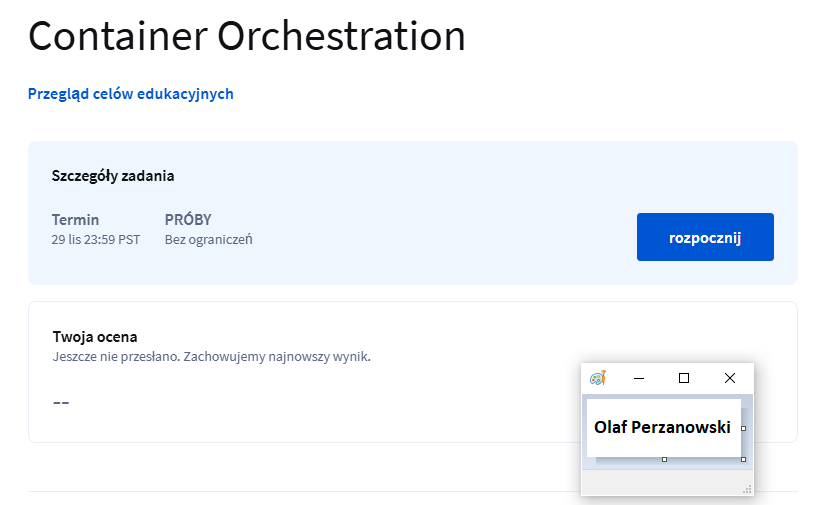 Container Orchestration
Przegląd celów edukacyjnych
Szczegóły zadania
Termin PRÓBY
29 lis 23:59 PST Bez ograniczeń
rozpocznij
Twoja ocena
Jeszcze nie przesłano. Zachowujemy najnowszy wynik.
--
Olaf Perzanowski